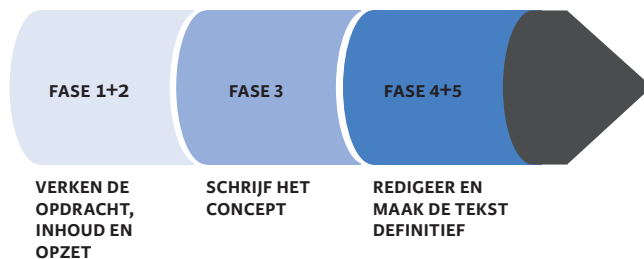 FASE 1+2
FASE 3
FASE 4+5
VERKEN DE
OPDRACHT,
INHOUD EN
OPZET
SCHRIJF HET
CONCEPT
REDIGEER EN
MAAK DE TEKST
DEFINITIEF